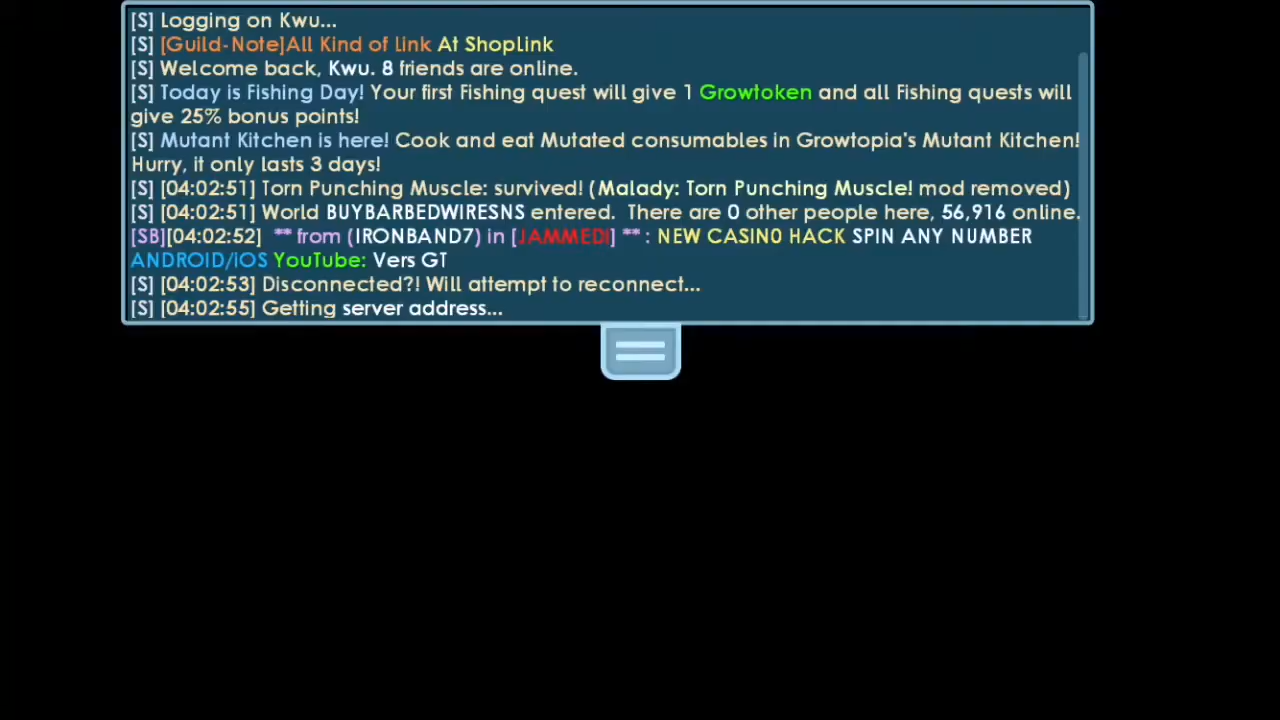 [S] Logging on Kwu...
[S] [Guild-Note]All Kind of Link At ShopLink
[S] Welcome back, Kwu. 8 friends are online.
[S] Today is Fishing Day! Your first Fishing quest will give 1 Growtoken and all Fishing quests will
give 25% bonus points!
[S] Mutant Kitchen is here! Cook and eat Mutated consumables in Growtopia's Mutant Kitchen!
Hurry, it only lasts 3 days!
[S] [04:02:51] Torn Punching Muscle: survived! (Malady: Torn Punching Muscle! mod removed)
[S] [04:02:51] World BUYBARBEDWIRESNS entered.  There are 0 other people here, 56,916 online.
[SB][04:02:52]  ** from (IRONBAND7) in [JAMMED!] ** : NEW CASIN0 HACK SPIN ANY NUMBER
ANDROID/iOS YouTube: Vers GT
[S] [04:02:53] Disconnected?! Will attempt to reconnect...
[S] [04:02:55] Getting server address...